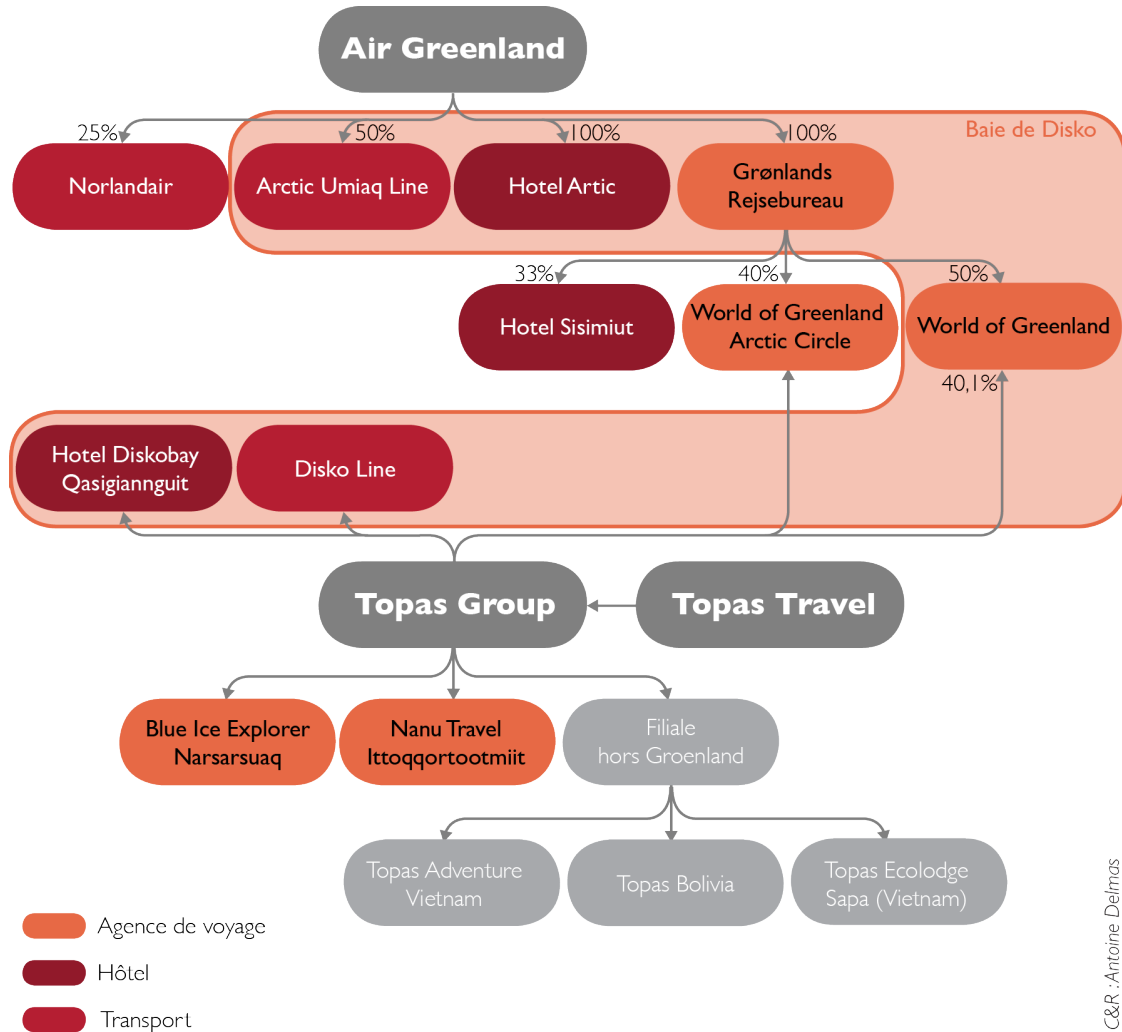 Air Greenland
25%
50%
100%
100%
Baie de Disko
Norlandair
Arctic Umiaq Line
Hotel Artic
Grønlands
Rejsebureau
33%
40%
50%
Hotel Sisimiut
World of Greenland
Arctic Circle
World of Greenland
40,1%
Hotel Diskobay
Qasigiannguit
Disko Line
Topas Group
Topas Travel
Blue Ice Explorer
Narsarsuaq
Nanu Travel
Ittoqqortootmiit
Filiale
hors Groenland
Topas Adventure
Vietnam
Topas Bolivia
Topas Ecolodge
Sapa (Vietnam)
Agence de voyage
Hôtel
Transport
C&R : Antoine Delmas